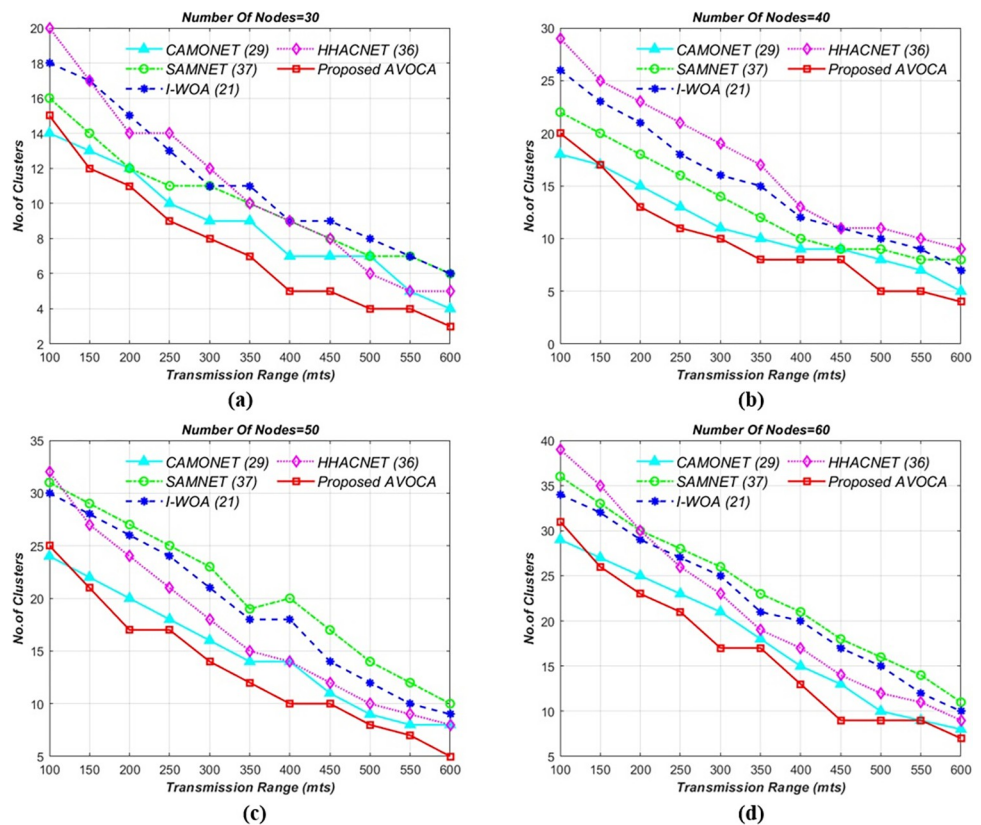 Number Of Nodes=30
20
18
16
14
12
10
8
6
4
2
No.of Clusters
CAMONET (29)
HHACNET (36)
SAMNET (37)
Proposed AVOCA
I-WOA (21)
100 150 200 250 300 350 400 450 500 550 600
Transmission Range (mts)
(a)
Number Of Nodes=40
30
25
20
15
10
5
0
No.of Clusters
CAMONET (29)
HHACNET (36)
SAMNET (37)
Proposed AVOCA
I-WOA (21)
100 150 200 250 300 350 400 450 500 550 600
Transmission Range (mts)
(b)
Number Of Nodes=50
35
30
25
20
15
10
5
No.of Clusters
CAMONET (29)
HHACNET (36)
SAMNET (37)
Proposed AVOCA
I-WOA (21)
100 150 200 250 300 350 400 450 500 550 600
Transmission Range (mts)
(c)
Number Of Nodes=60
40
35
30
25
20
15
10
5
No.of Clusters
CAMONET (29)
HHACNET (36)
SAMNET (37)
Proposed AVOCA
I-WOA (21)
100 150 200 250 300 350 400 450 500 550 600
Transmission Range (mts)
(d)